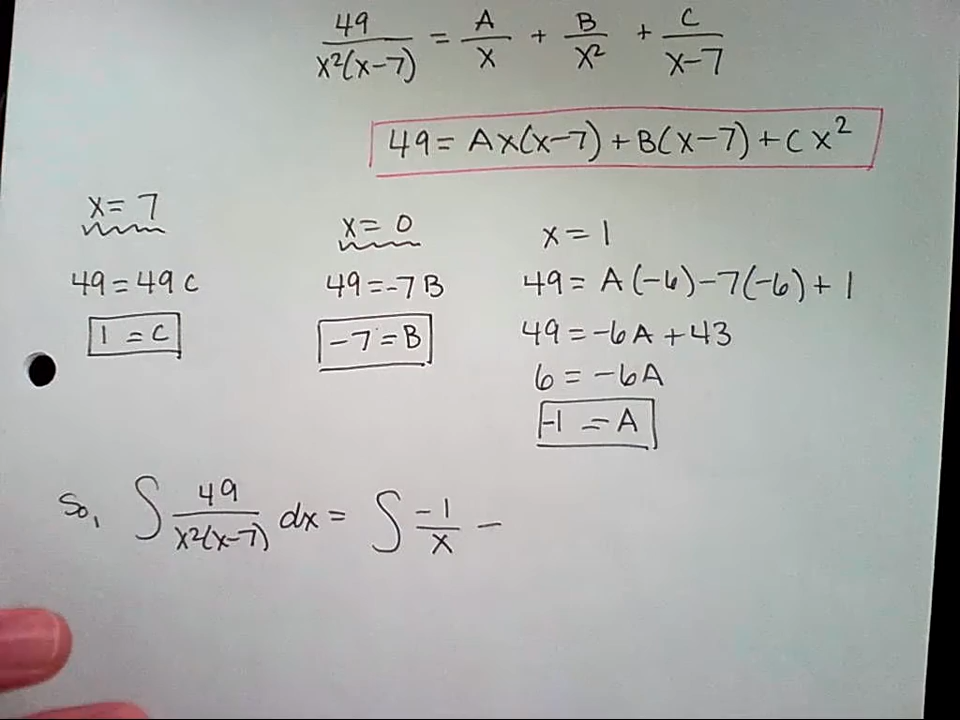 49/x²(x-7) = A/x + B/x² + C/x-7
49 = Ax(x-7) + B(x-7) + Cx²
x = 7
49 = 49C
1 = C
x = 0
49 = -7B
-7 = B
x = 1
49 = A(-6) -7(-6) + 1
49 = -6A + 43
6 = -6A
-1 = A
So, ∫ 49/x²(x-7) dx = ∫ -1/x -